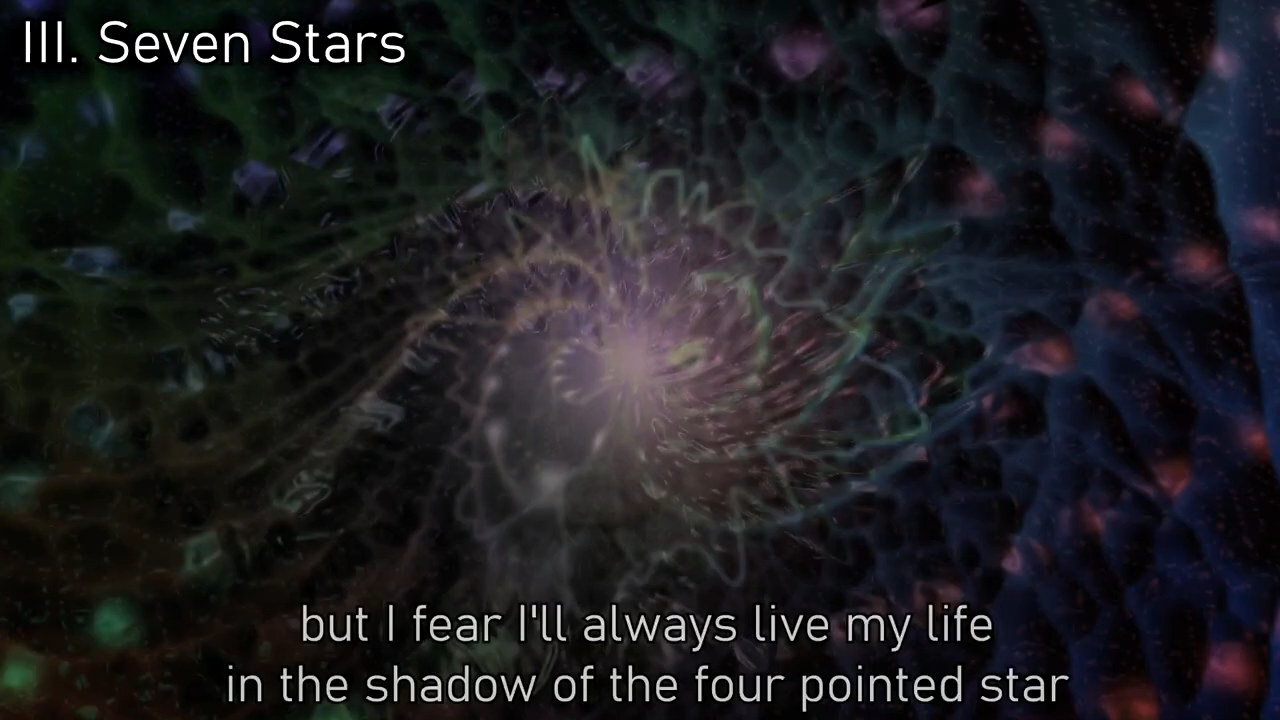 III. Seven Stars
but I fear I'll always live my life
in the shadow of the four pointed star